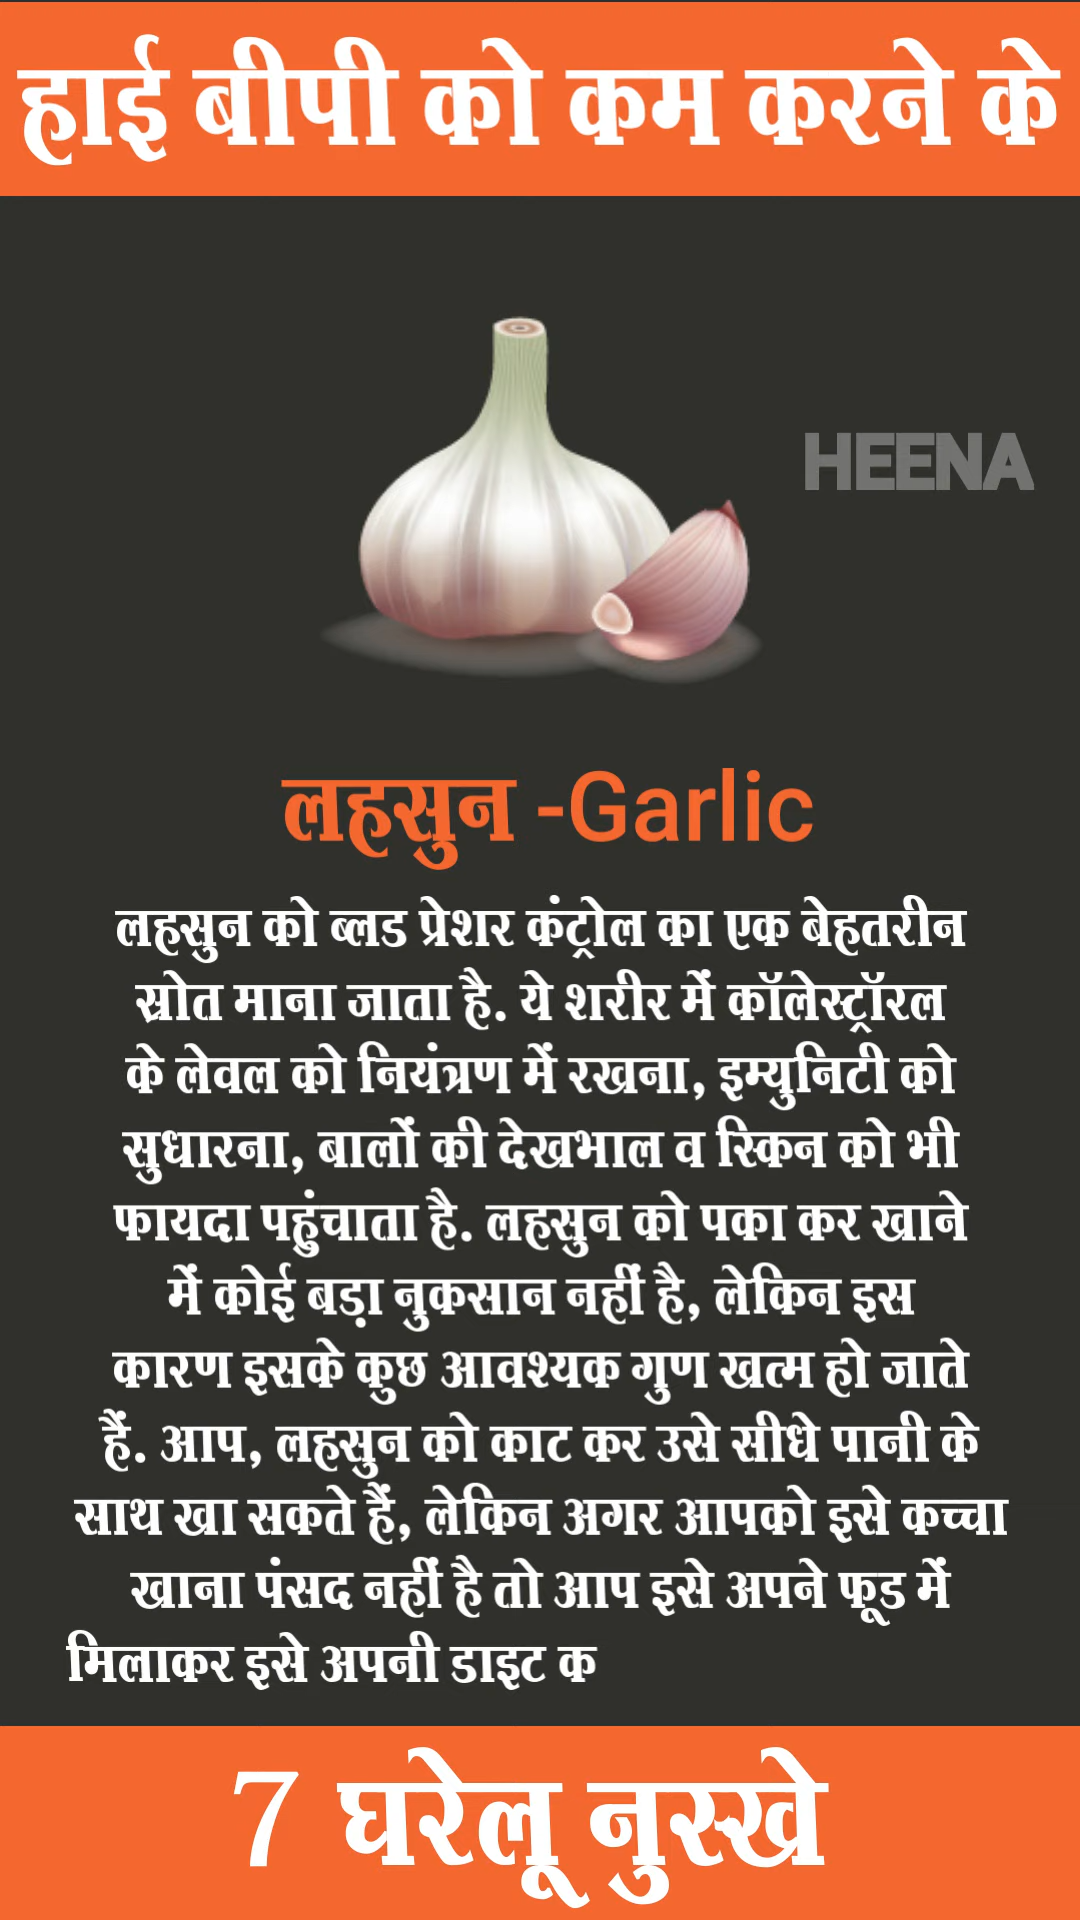 हाई बीपी को कम करने के
HEENA
लहसुन -Garlic
लहसुन को ब्लड प्रेशर कंट्रोल का एक बेहतरीन
स्रोत माना जाता है. ये शरीर में कॉलेस्ट्रॉरल
के लेवल को नियंत्रण में रखना, इम्युनिटी को
सुधारना, बालों की देखभाल व स्किन को भी
फायदा पहुंचाता है. लहसुन को पका कर खाने
में कोई बड़ा नुकसान नहीं है, लेकिन इस
कारण इसके कुछ आवश्यक गुण खत्म हो जाते
हैं. आप, लहसुन को काट कर उसे सीधे पानी के
साथ खा सकते हैं, लेकिन अगर आपको इसे कच्चा
खाना पंसद नहीं है तो आप इसे अपने फूड में
मिलाकर इसे अपनी डाइट क
7 घरेलू नुस्खे